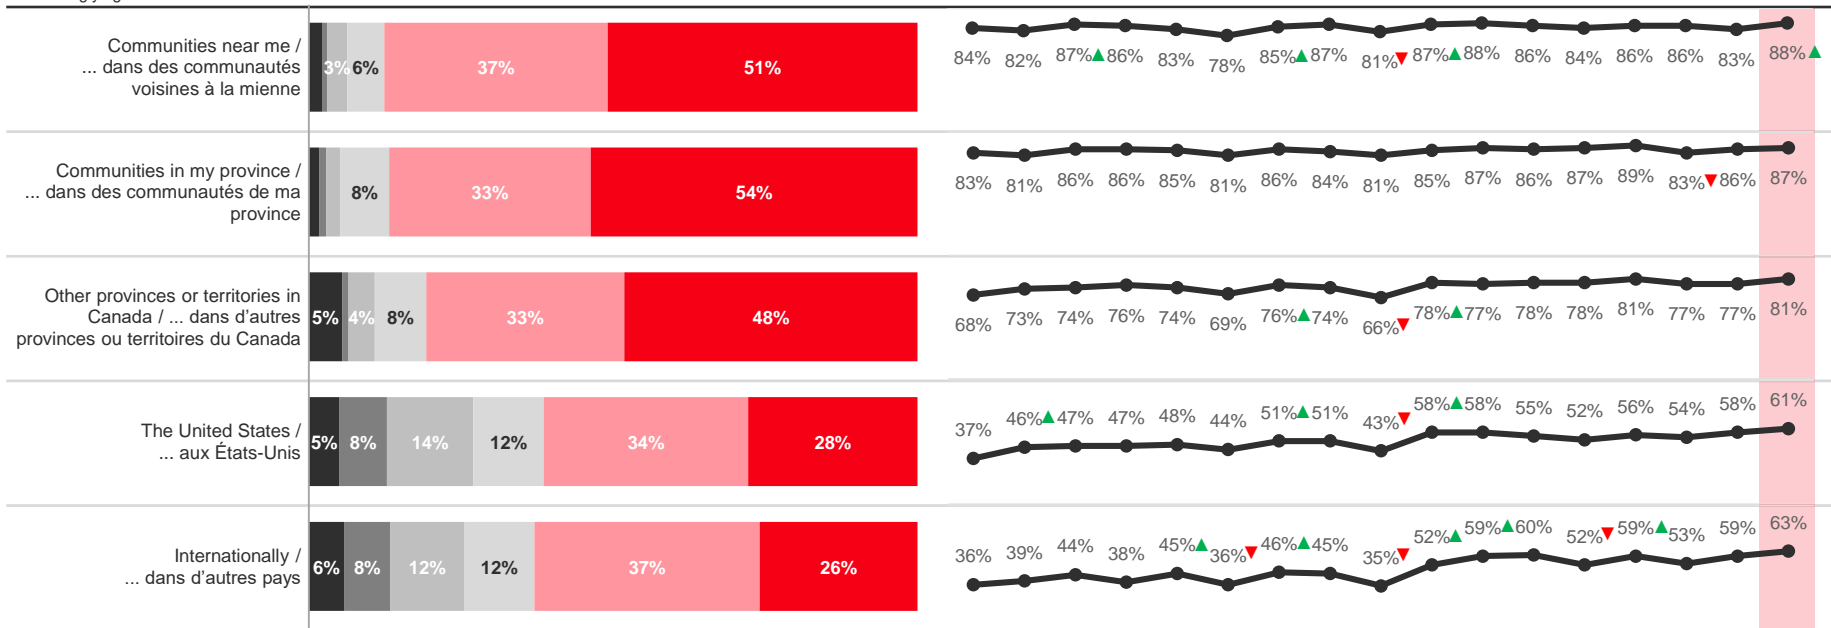 Communities near me /
... dans des communautés
voisines à la mienne
3% 6% 37% 51%
84% 82% 87%▲ 86% 83% 78% 85%▲ 87% 81%▼ 87%▲ 88% 86% 84% 86% 86% 83% 88%▲
Communities in my province /
... dans des communautés de ma
province
8% 33% 54%
83% 81% 86% 86% 85% 81% 86% 84% 81% 85% 87% 86% 87% 89% 83%▼ 86% 87%
Other provinces or territories in
Canada / ... dans d’autres
provinces ou territoires du Canada
5% 4% 8% 33% 48%
68% 73% 74% 76% 74% 69% 76%▲ 74% 66%▼ 78%▲ 77% 78% 78% 81% 77% 77% 81%
The United States /
... aux États-Unis
5% 8% 14% 12% 34% 28%
37% 46%▲ 47% 47% 48% 44% 51%▲ 51% 43%▼ 58%▲ 58% 55% 52% 56% 54% 58% 61%
Internationally /
... dans d’autres pays
6% 8% 12% 12% 37% 26%
36% 39% 44% 38% 45%▲ 36%▼ 46%▲ 45% 35%▼ 52%▲ 59%▲ 60% 52%▼ 59%▲ 53% 59% 63%